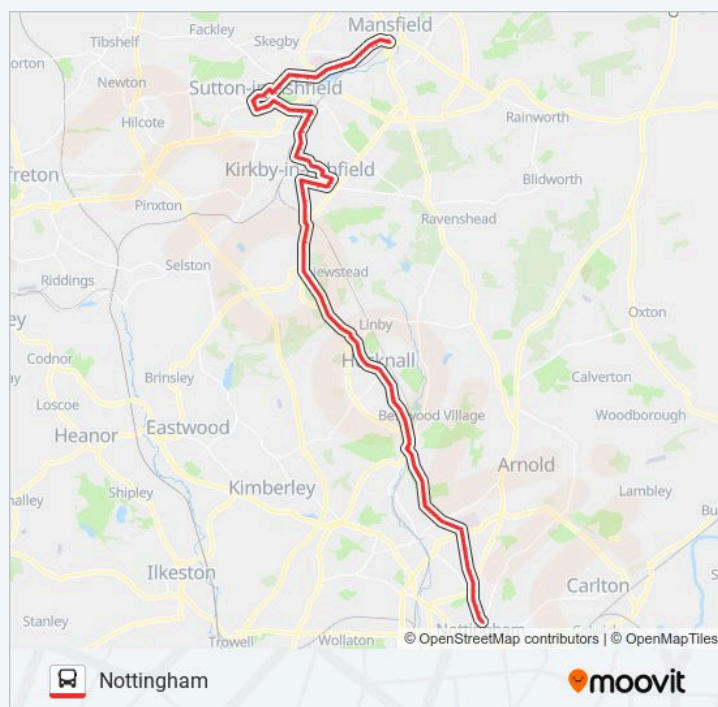 Mansfield
Fackley
Tibshelf
Skegby
Newton
Sutton-in-Ashfield
Rainworth
Hilcote
Kirkby-in-Ashfield
Blidworth
Pinxton
Ravenshead
Selston
Riddings
Newstead
Oxton
Linby
Codnor
Hucknall
Brinsley
Calverton
Loscoe
Bestwood Village
Woodborough
Eastwood
Heanor
Arnold
Kimberley
Lambley
Shipley
Ilkeston
Carlton
Stanley
Nottingham
Trowell
Wollaton
© OpenStreetMap contributors | © OpenMapTiles
Nottingham
moovit